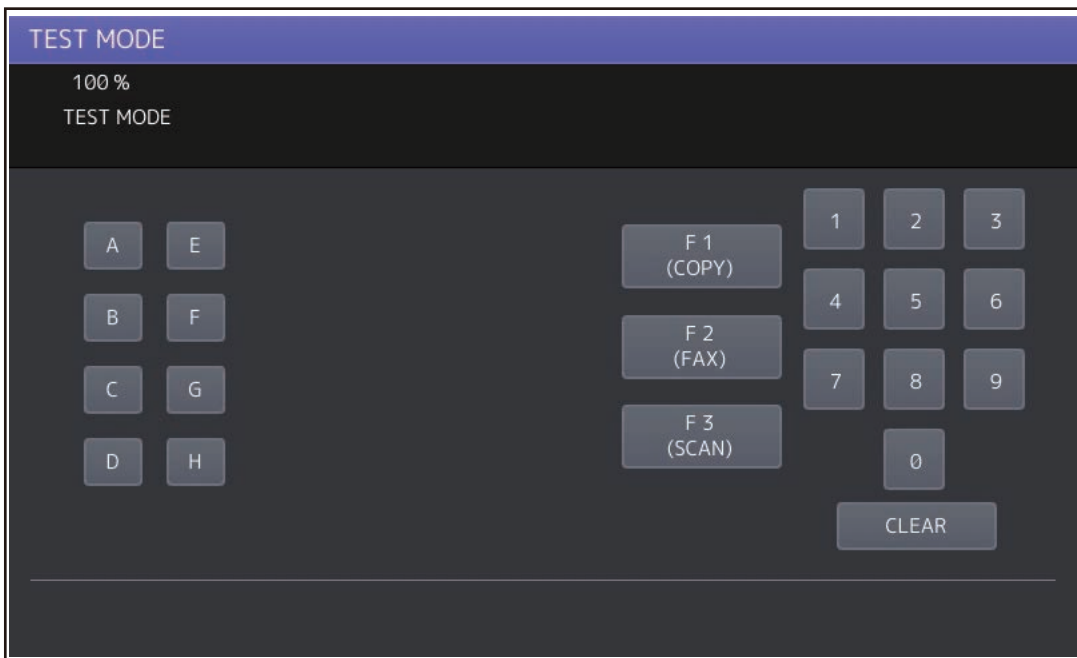 TEST MODE
100 %
TEST MODE
A E
B F
C G
D H
F 1
(COPY)
F 2
(FAX)
F 3
(SCAN)
1 2 3
4 5 6
7 8 9
0
CLEAR